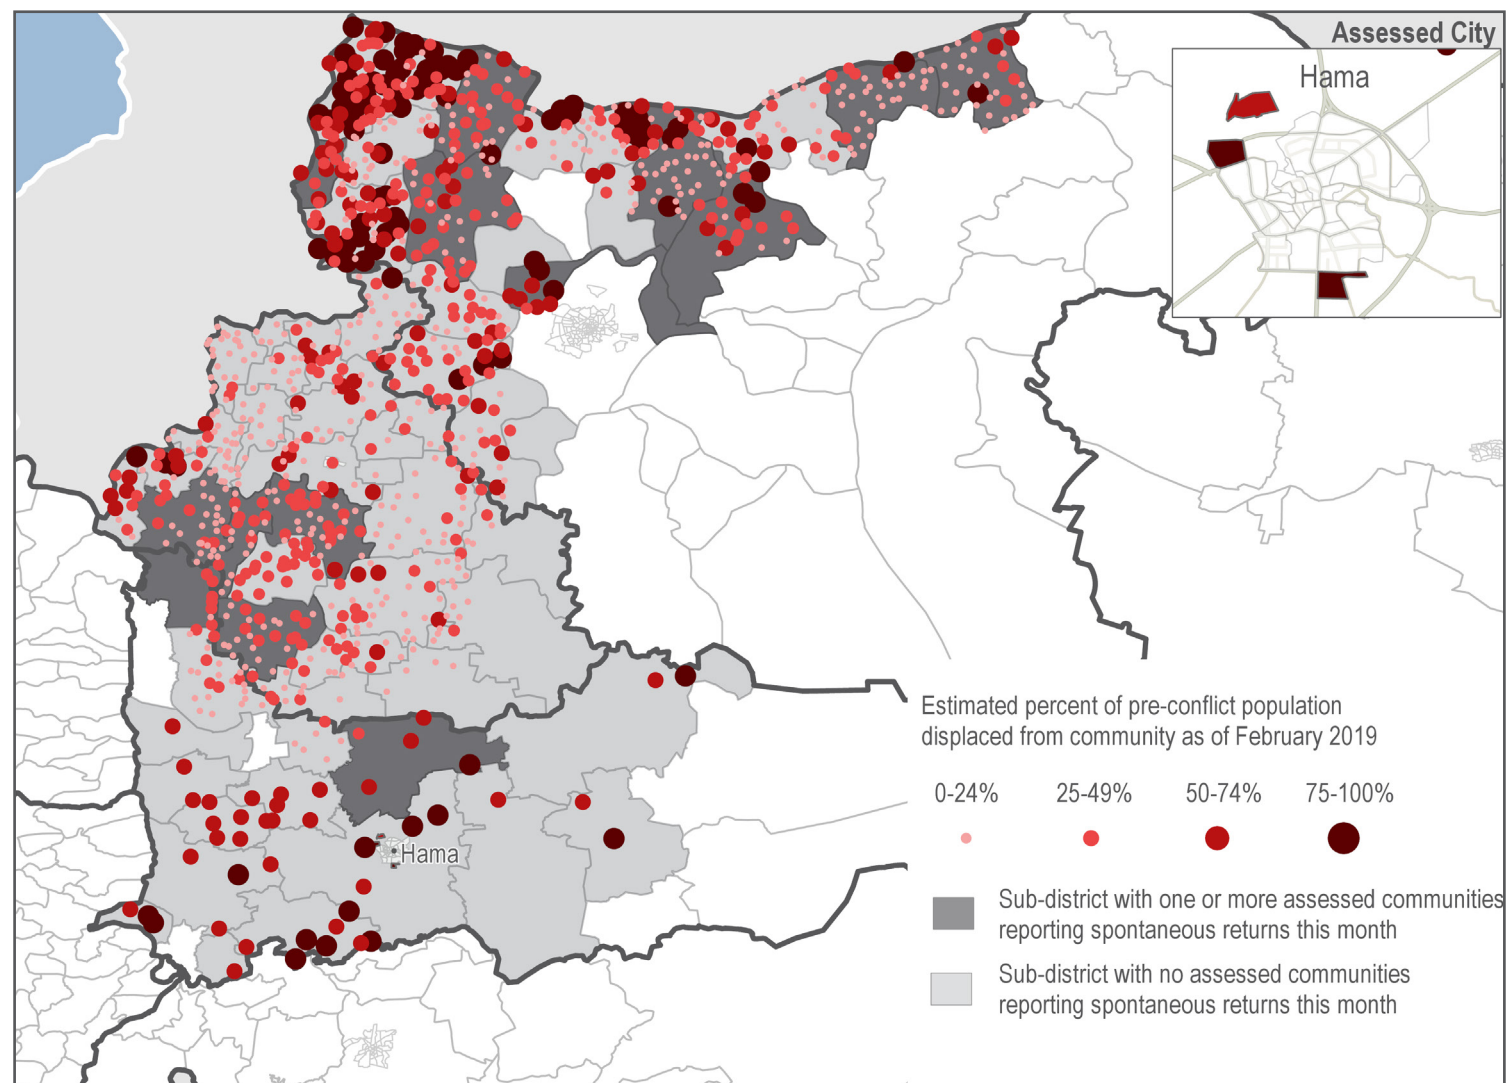 Assessed City
Hama
Hama
Estimated percent of pre-conflict population
displaced from community as of February 2019
0-24% 25-49% 50-74% 75-100%
Sub-district with one or more assessed communities
reporting spontaneous returns this month
Sub-district with no assessed communities
reporting spontaneous returns this month